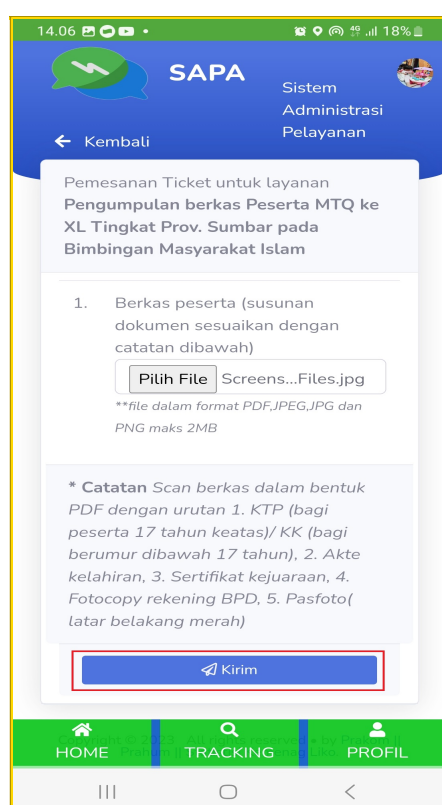 14.06 • 4G 18%
SAPA
Sistem
Administrasi
Pelayanan
Kembali
Pemesanan Ticket untuk layanan
Pengumpulan berkas Peserta MTQ ke
XL Tingkat Prov. Sumbar pada
Bimbingan Masyarakat Islam
1. Berkas peserta (susunan
dokumen sesuaikan dengan
catatan dibawah)
Pilih File Screens...Files.jpg
**file dalam format PDF,JPEG,JPG dan
PNG maks 2MB
* Catatan Scan berkas dalam bentuk
PDF dengan urutan 1. KTP (bagi
peserta 17 tahun keatas)/ KK (bagi
berumur dibawah 17 tahun), 2. Akte
kelahiran, 3. Sertifikat kejuaraan, 4.
Fotocopy rekening BPD, 5. Pasfoto(
latar belakang merah)
Kirim
HOME TRACKING PROFIL